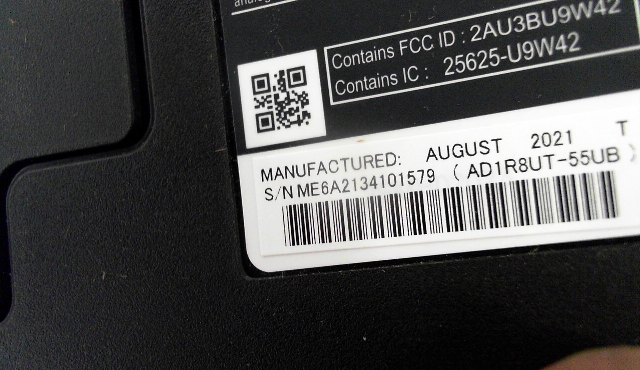 Contains FCC ID : 2AU3BU9W42
Contains IC : 25625-U9W42
MANUFACTURED: AUGUST 2021 T
S/N ME6A2134101579 ( AD1R8UT-55UB )